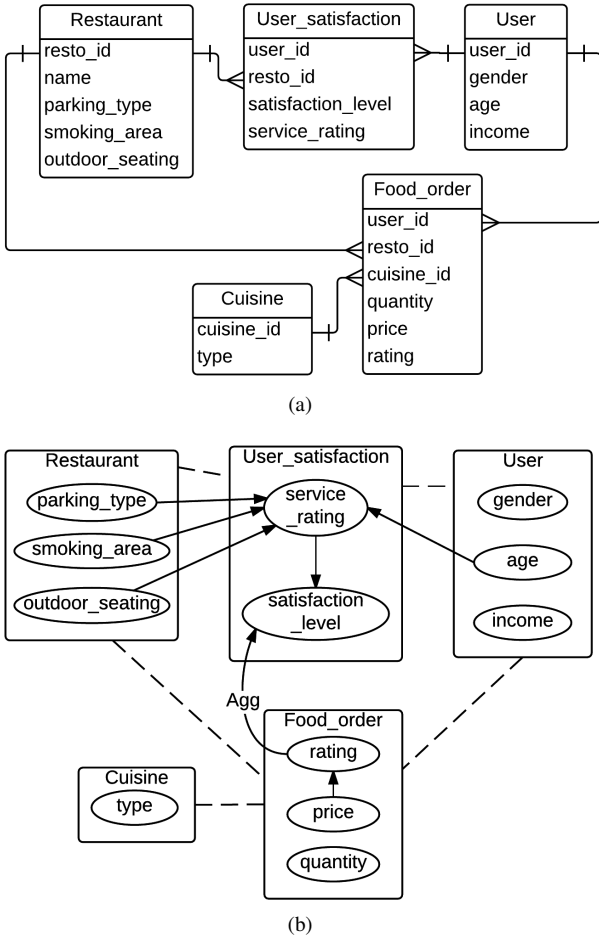 Restaurant
resto_id
name
parking_type
smoking_area
outdoor_seating
User_satisfaction
user_id
resto_id
satisfaction_level
service_rating
User
user_id
gender
age
income
Food_order
user_id
resto_id
cuisine_id
quantity
price
rating
Cuisine
cuisine_id
type
(a)
Restaurant
parking_type
smoking_area
outdoor_seating
User_satisfaction
service
_rating
satisfaction
_level
User
gender
age
income
Agg
Food_order
rating
price
quantity
Cuisine
type
(b)